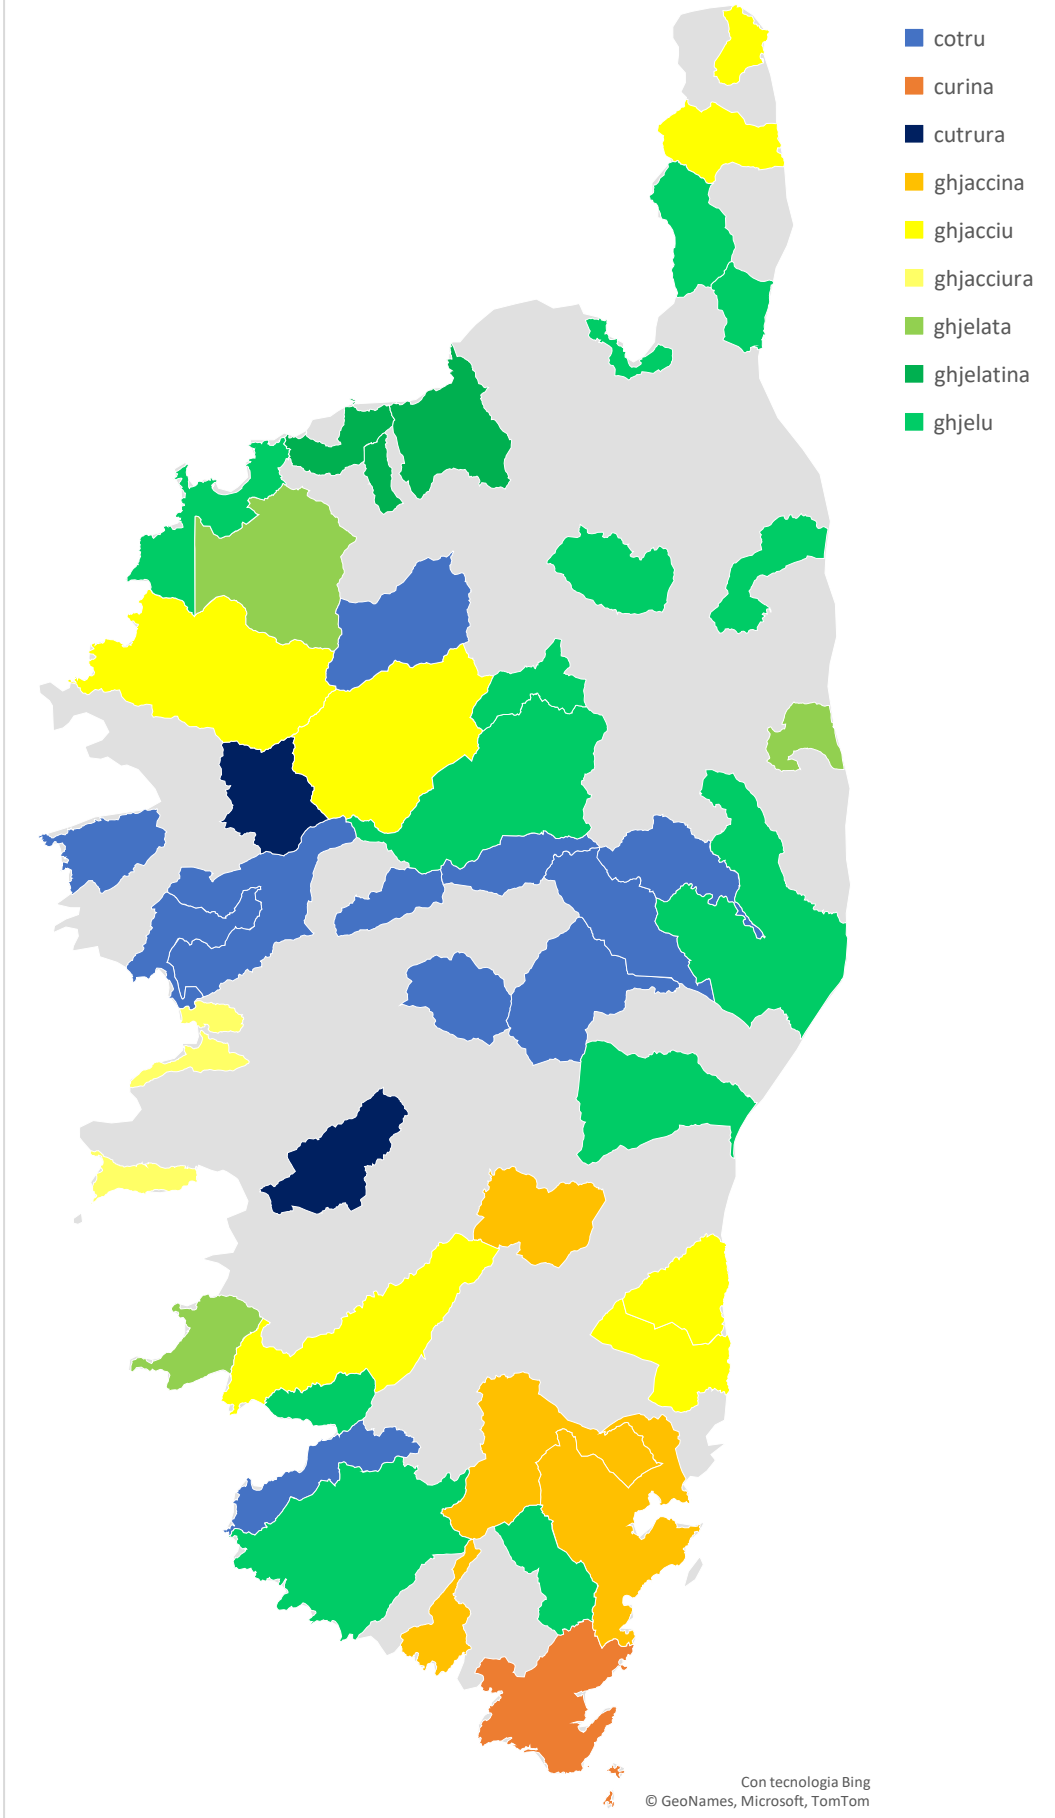 cotru
curina
cutrura
ghjaccina
ghjacciu
ghjacciura
ghjelata
ghjelatina
ghjelu
Con tecnologia Bing
© GeoNames, Microsoft, TomTom